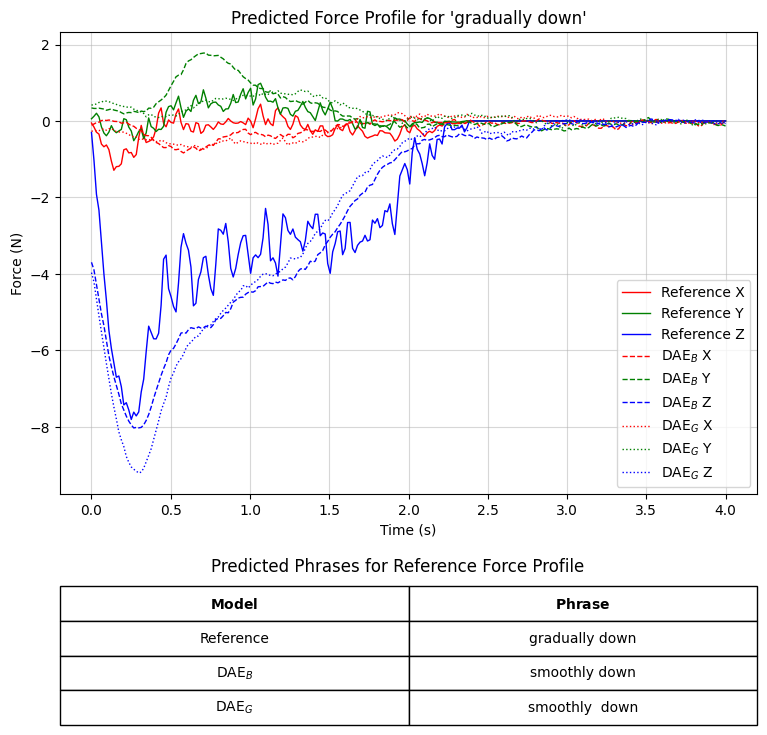 Predicted Force Profile for 'gradually down'
2
0
−2
−4
−6
−8
Force (N)
Reference X
Reference Y
Reference Z
DAE_B X
DAE_B Y
DAE_B Z
DAE_G X
DAE_G Y
DAE_G Z
0.0 0.5 1.0 1.5 2.0 2.5 3.0 3.5 4.0
Time (s)
Predicted Phrases for Reference Force Profile
Model Phrase
Reference gradually down
DAE_B smoothly down
DAE_G smoothly  down